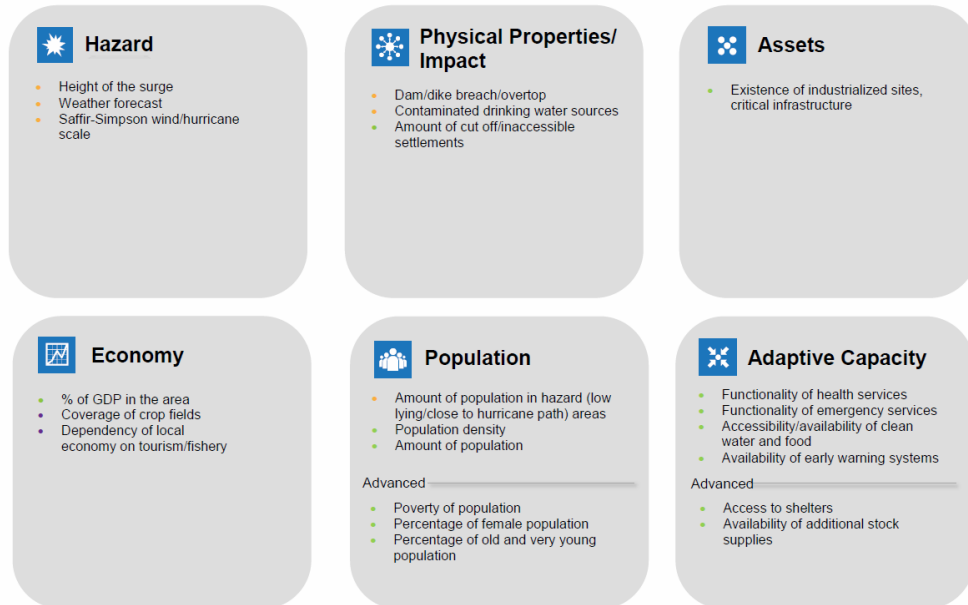 Hazard
Height of the surge
Weather forecast
Saffir-Simpson wind/hurricane
scale
Physical Properties/
Impact
Dam/dike breach/overtop
Contaminated drinking water sources
Amount of cut off/inaccessible
settlements
Assets
Existence of industrialized sites,
critical infrastructure
Economy
% of GDP in the area
Coverage of crop fields
Dependency of local
economy on tourism/fishery
Population
Amount of population in hazard (low
lying/close to hurricane path) areas
Population density
Amount of population
Advanced
Poverty of population
Percentage of female population
Percentage of old and very young
population
Adaptive Capacity
Functionality of health services
Functionality of emergency services
Accessibility/availability of clean
water and food
Availability of early warning systems
Advanced
Access to shelters
Availability of additional stock
supplies